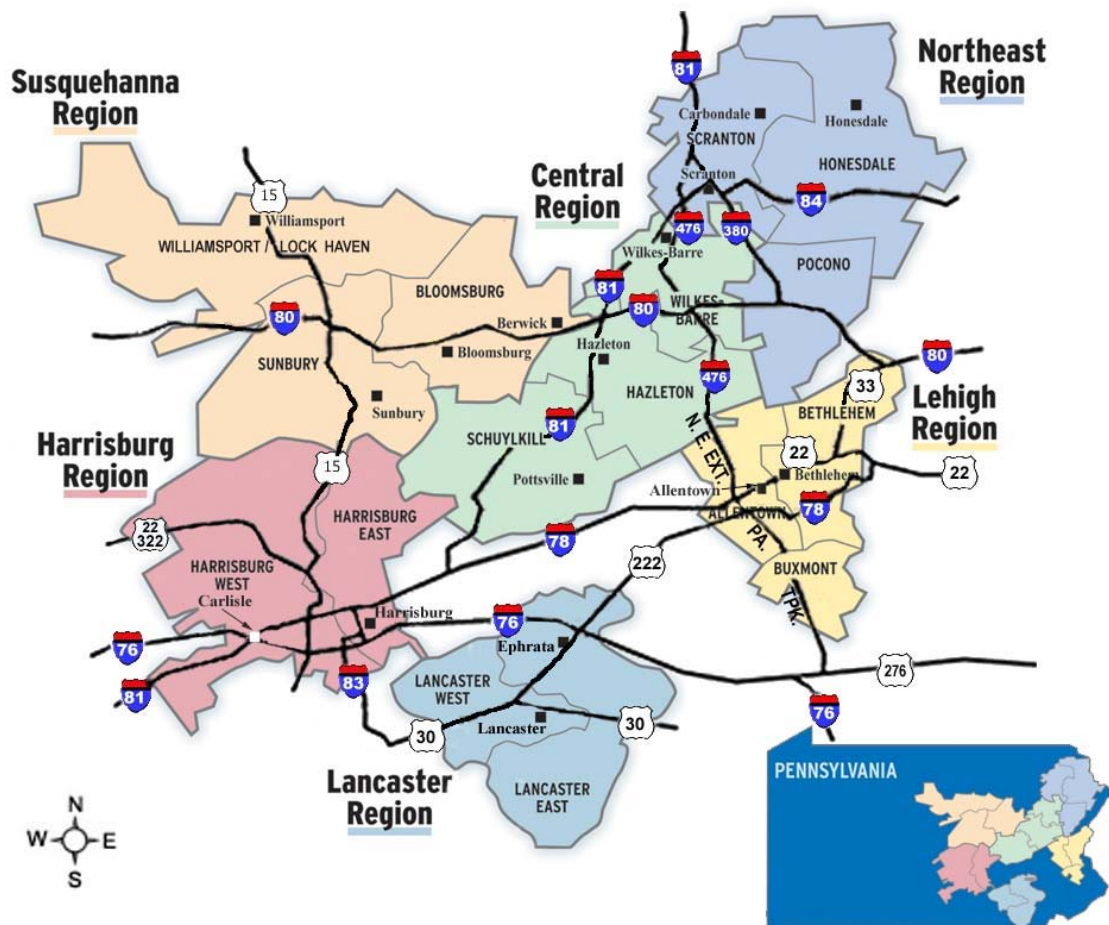 Susquehanna
Region
Northeast
Region
Central
Region
Harrisburg
Region
Lehigh
Region
Lancaster
Region
81
Carbondale
SCRANTON
Honesdale
HONESDALE
Scranton
84
15
Williamsport
WILLIAMSPORT / LOCK HAVEN
476
380
Wilkes-Barre
POCONO
BLOOMSBURG
81
80
WILKES-
BARRE
80
Berwick
Bloomsburg
Hazleton
SUNBURY
Sunbury
HAZLETON
476
33
80
BETHLEHEM
SCHUYLKILL
81
N. E. EXT.
22
Bethlehem
22
15
Pottsville
Allentown
ALLENTOWN
78
HARRISBURG
EAST
22
322
78
PA.
222
BUXMONT
HARRISBURG
WEST
Carlisle
TPK.
Harrisburg
76
76
Ephrata
276
81
83
LANCASTER
WEST
76
30
Lancaster
30
LANCASTER
EAST
PENNSYLVANIA
N
W
E
S